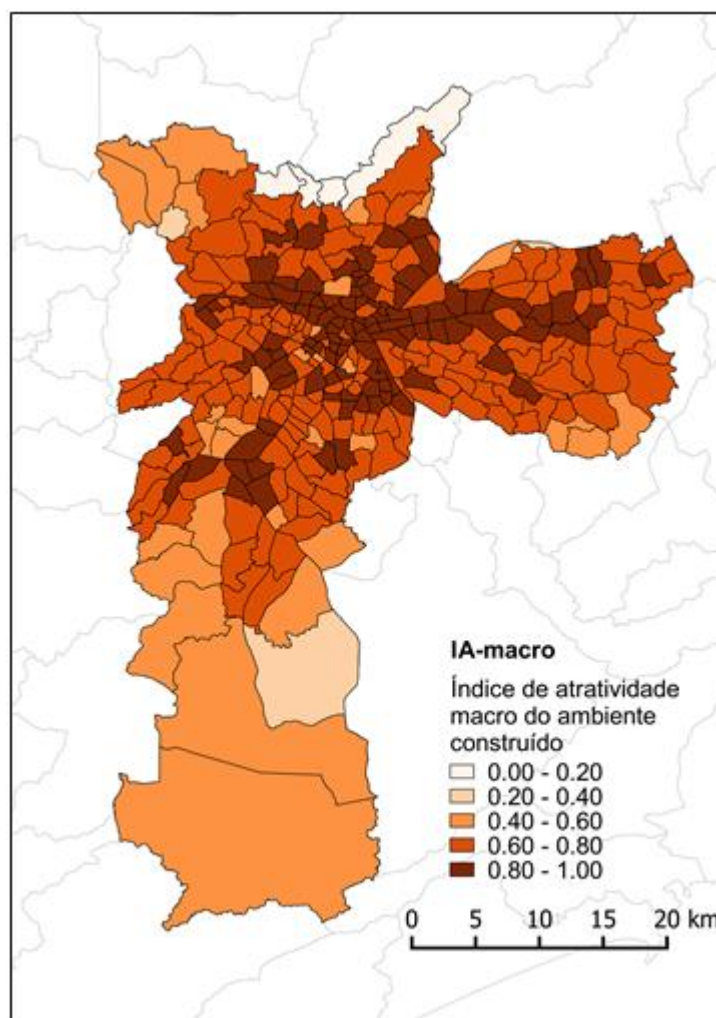 IA-macro
Índice de atratividade
macro do ambiente
construído
0.00 - 0.20
0.20 - 0.40
0.40 - 0.60
0.60 - 0.80
0.80 - 1.00
0 5 10 15 20 km